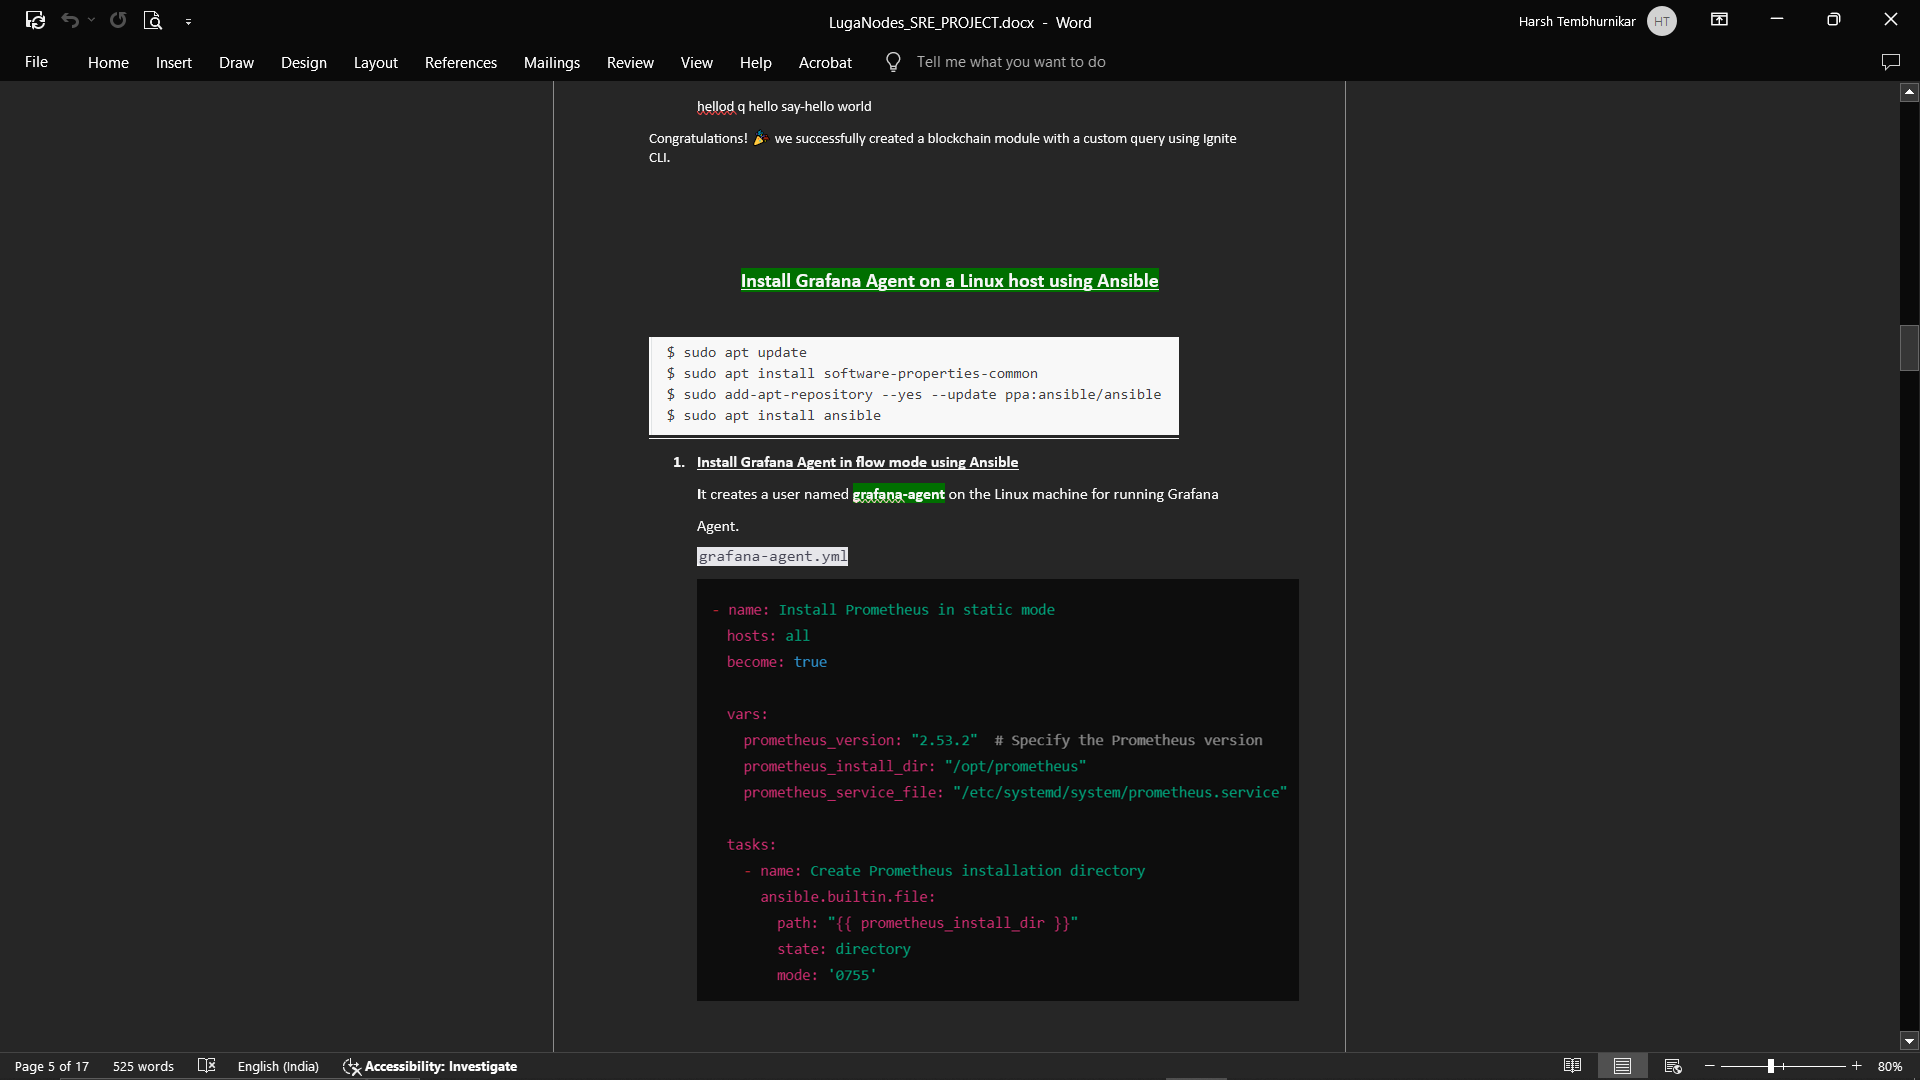 LugaNodes_SRE_PROJECT.docx - Word
Harsh Tembhurnikar HT
File Home Insert Draw Design Layout References Mailings Review View Help Acrobat Tell me what you want to do
hellod q hello say-hello world
Congratulations! 🎉 we successfully created a blockchain module with a custom query using Ignite
CLI.
Install Grafana Agent on a Linux host using Ansible
$ sudo apt update
$ sudo apt install software-properties-common
$ sudo add-apt-repository --yes --update ppa:ansible/ansible
$ sudo apt install ansible
1. Install Grafana Agent in flow mode using Ansible
It creates a user named grafana-agent on the Linux machine for running Grafana
Agent.
grafana-agent.yml
- name: Install Prometheus in static mode
hosts: all
become: true
vars:
prometheus_version: "2.53.2" # Specify the Prometheus version
prometheus_install_dir: "/opt/prometheus"
prometheus_service_file: "/etc/systemd/system/prometheus.service"
tasks:
- name: Create Prometheus installation directory
ansible.builtin.file:
path: "{{ prometheus_install_dir }}"
state: directory
mode: '0755'
Page 5 of 17 525 words English (India) Accessibility: Investigate 80%